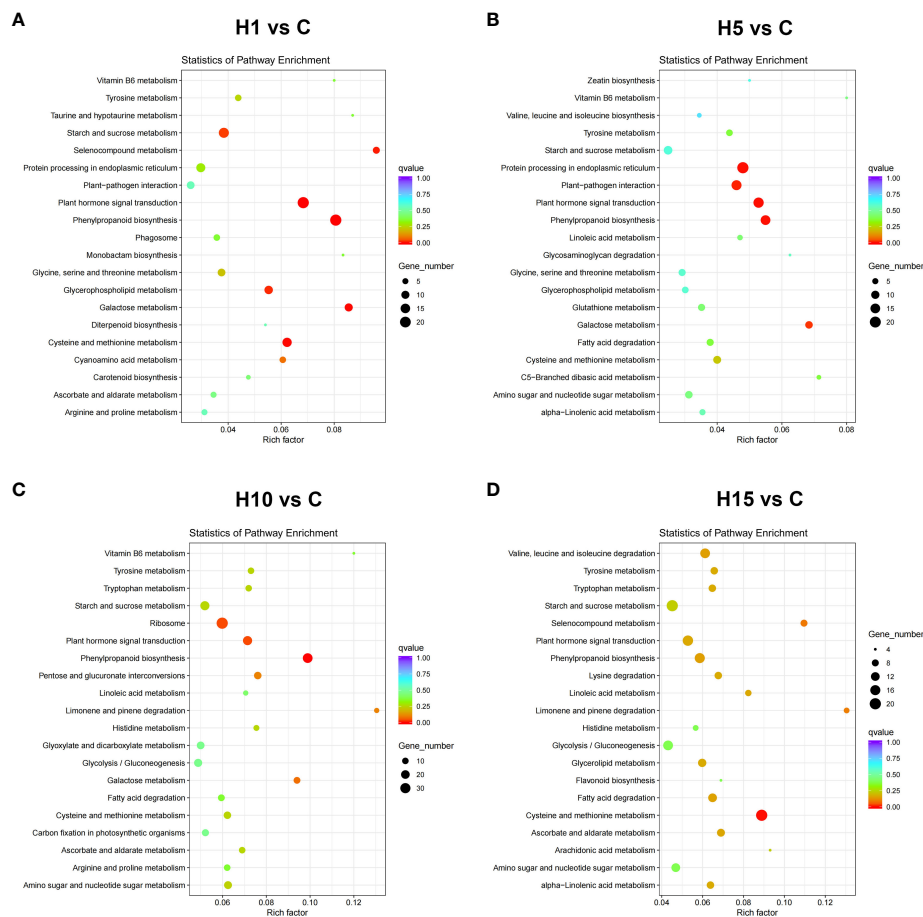 A
H1 vs C
Statistics of Pathway Enrichment
Vitamin B6 metabolism
Tyrosine metabolism
Taurine and hypotaurine metabolism
Starch and sucrose metabolism
Selenocompound metabolism
Protein processing in endoplasmic reticulum
Plant−pathogen interaction
Plant hormone signal transduction
Phenylpropanoid biosynthesis
Phagosome
Monobactam biosynthesis
Glycine, serine and threonine metabolism
Glycerophospholipid metabolism
Galactose metabolism
Diterpenoid biosynthesis
Cysteine and methionine metabolism
Cyanoamino acid metabolism
Carotenoid biosynthesis
Ascorbate and aldarate metabolism
Arginine and proline metabolism
0.04 0.06 0.08
Rich factor
qvalue
1.00
0.75
0.50
0.25
0.00
Gene_number
5
10
15
20
B
H5 vs C
Statistics of Pathway Enrichment
Zeatin biosynthesis
Vitamin B6 metabolism
Valine, leucine and isoleucine biosynthesis
Tyrosine metabolism
Starch and sucrose metabolism
Protein processing in endoplasmic reticulum
Plant−pathogen interaction
Plant hormone signal transduction
Phenylpropanoid biosynthesis
Linoleic acid metabolism
Glycosaminoglycan degradation
Glycine, serine and threonine metabolism
Glycerophospholipid metabolism
Glutathione metabolism
Galactose metabolism
Fatty acid degradation
Cysteine and methionine metabolism
C5−Branched dibasic acid metabolism
Amino sugar and nucleotide sugar metabolism
alpha−Linolenic acid metabolism
0.04 0.06 0.08
Rich factor
qvalue
1.00
0.75
0.50
0.25
0.00
Gene_number
5
10
15
20
C
H10 vs C
Statistics of Pathway Enrichment
Vitamin B6 metabolism
Tyrosine metabolism
Tryptophan metabolism
Starch and sucrose metabolism
Ribosome
Plant hormone signal transduction
Phenylpropanoid biosynthesis
Pentose and glucuronate interconversions
Linoleic acid metabolism
Limonene and pinene degradation
Histidine metabolism
Glyoxylate and dicarboxylate metabolism
Glycolysis / Gluconeogenesis
Galactose metabolism
Fatty acid degradation
Cysteine and methionine metabolism
Carbon fixation in photosynthetic organisms
Ascorbate and aldarate metabolism
Arginine and proline metabolism
Amino sugar and nucleotide sugar metabolism
0.06 0.08 0.10 0.12
Rich factor
qvalue
1.00
0.75
0.50
0.25
0.00
Gene_number
10
20
30
D
H15 vs C
Statistics of Pathway Enrichment
Valine, leucine and isoleucine degradation
Tyrosine metabolism
Tryptophan metabolism
Starch and sucrose metabolism
Selenocompound metabolism
Plant hormone signal transduction
Phenylpropanoid biosynthesis
Lysine degradation
Linoleic acid metabolism
Limonene and pinene degradation
Histidine metabolism
Glycolysis / Gluconeogenesis
Glycerolipid metabolism
Flavonoid biosynthesis
Fatty acid degradation
Cysteine and methionine metabolism
Ascorbate and aldarate metabolism
Arachidonic acid metabolism
Amino sugar and nucleotide sugar metabolism
alpha−Linolenic acid metabolism
0.04 0.06 0.08 0.10 0.12
Rich factor
Gene_number
4
8
12
16
20
qvalue
1.00
0.75
0.50
0.25
0.00